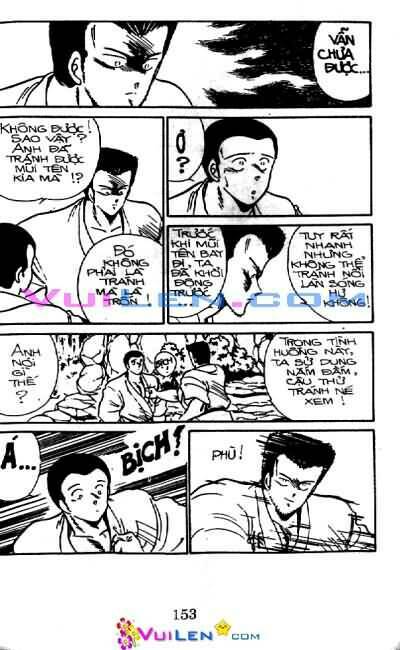 VẪN
CHƯA
ĐƯỢC...
KHÔNG ĐƯỢC!
SAO VẬY?
ANH ĐÃ
TRÁNH ĐƯỢC
MŨI TÊN
KIA MÀ!?
Ủ?
ĐÓ
KHÔNG
PHẢI LÀ
TRÁNH
MÀ
TRỐN!
TRƯỚC
KHI MŨI
TÊN BAY
ĐI, TA
ĐÃ KHỞI
ĐỘNG
TRƯỚC...
TUY RẤT
NHANH
NHƯNG
KHÔNG THỂ
TRÁNH NỔI
LÀN SÓNG
HƯ
KHÔNG!
VUILEN.COM
ANH
NÓI
GÌ
THẾ
?
TRONG TÌNH
HUỐNG NÀY,
TA SỬ DỤNG
NẮM ĐẤM,
CẬU THỬ
TRÁNH NÉ
XEM!
Á...
BỊCH!
PHÙ!
153
VUILEN.COM